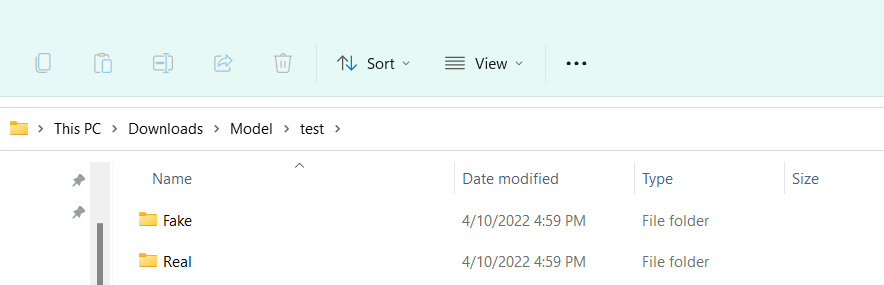 Sort View
This PC Downloads Model test
Name Date modified Type Size
Fake 4/10/2022 4:59 PM File folder
Real 4/10/2022 4:59 PM File folder